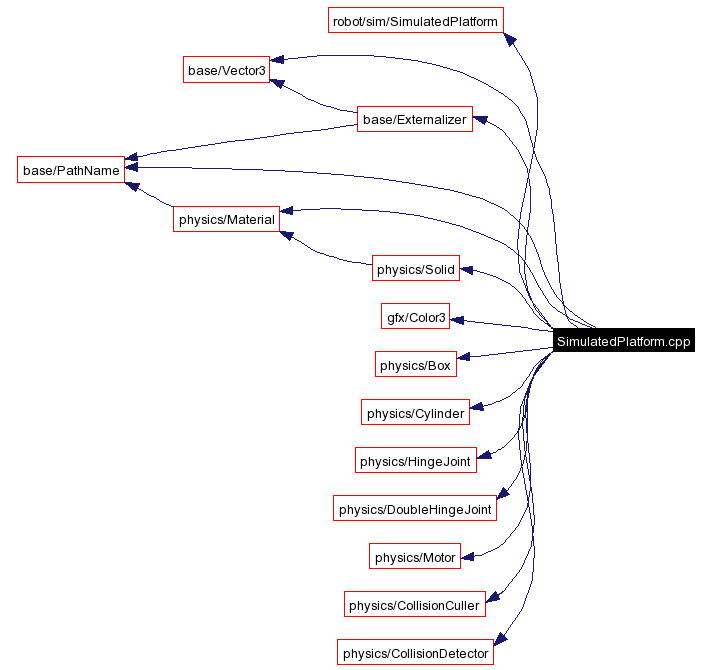 robot/sim/SimulatedPlatform
base/Vector3
base/Externalizer
base/PathName
physics/Material
physics/Solid
gfx/Color3
SimulatedPlatform.cpp
physics/Box
physics/Cylinder
physics/HingeJoint
physics/DoubleHingeJoint
physics/Motor
physics/CollisionCuller
physics/CollisionDetector